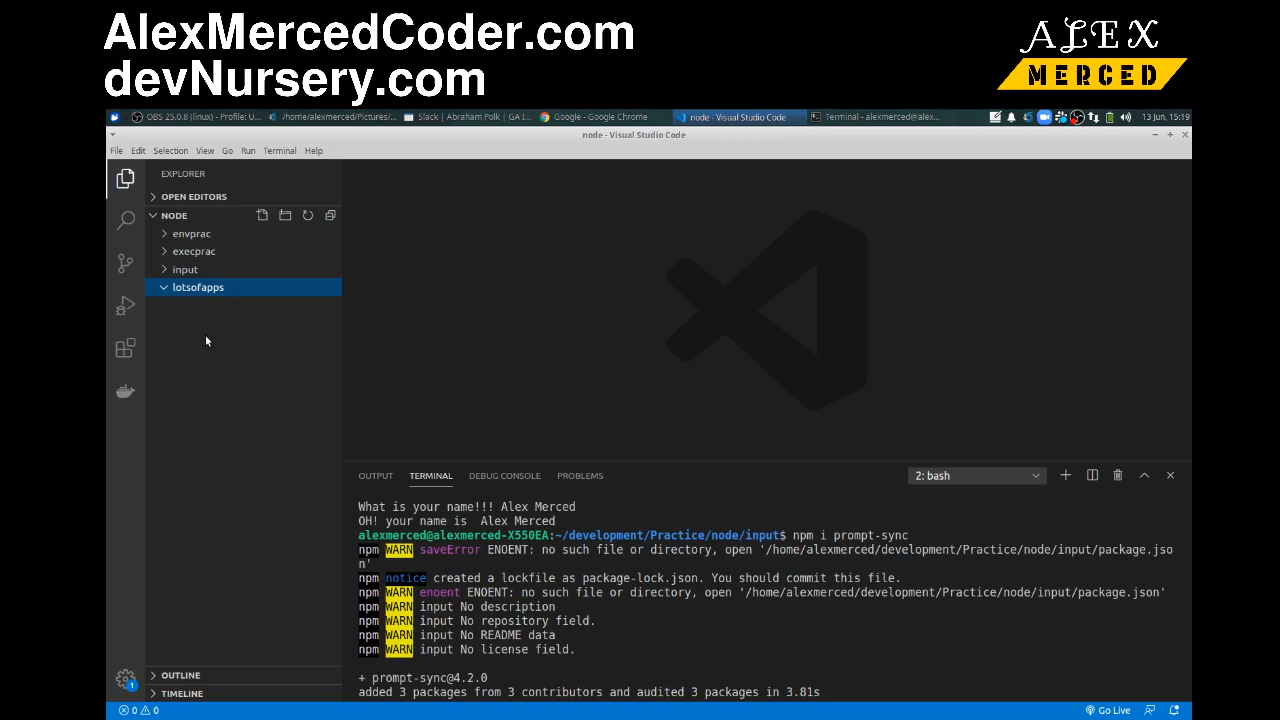 AlexMercedCoder.com
devNursery.com
ALEX
MERCED
OBS 25.0.8 (linux) - Profile: U...
/home/alexmerced/Pictures/...
Slack | Abraham Polk | GA I...
Google - Google Chrome
node - Visual Studio Code
Terminal - alexmerced@alex...
13 Jun, 15:19
node - Visual Studio Code
File Edit Selection View Go Run Terminal Help
EXPLORER
OPEN EDITORS
NODE
envprac
execprac
input
lotsofapps
OUTPUT TERMINAL DEBUG CONSOLE PROBLEMS
2: bash
What is your name!!! Alex Merced
OH! your name is  Alex Merced
alexmerced@alexmerced-X550EA:~/development/Practice/node/input$ npm i prompt-sync
npm WARN saveError ENOENT: no such file or directory, open '/home/alexmerced/development/Practice/node/input/package.jso
n'
npm notice created a lockfile as package-lock.json. You should commit this file.
npm WARN enoent ENOENT: no such file or directory, open '/home/alexmerced/development/Practice/node/input/package.json'
npm WARN input No description
npm WARN input No repository field.
npm WARN input No README data
npm WARN input No license field.
+ prompt-sync@4.2.0
added 3 packages from 3 contributors and audited 3 packages in 3.81s
OUTLINE
TIMELINE
1
0 0
Go Live